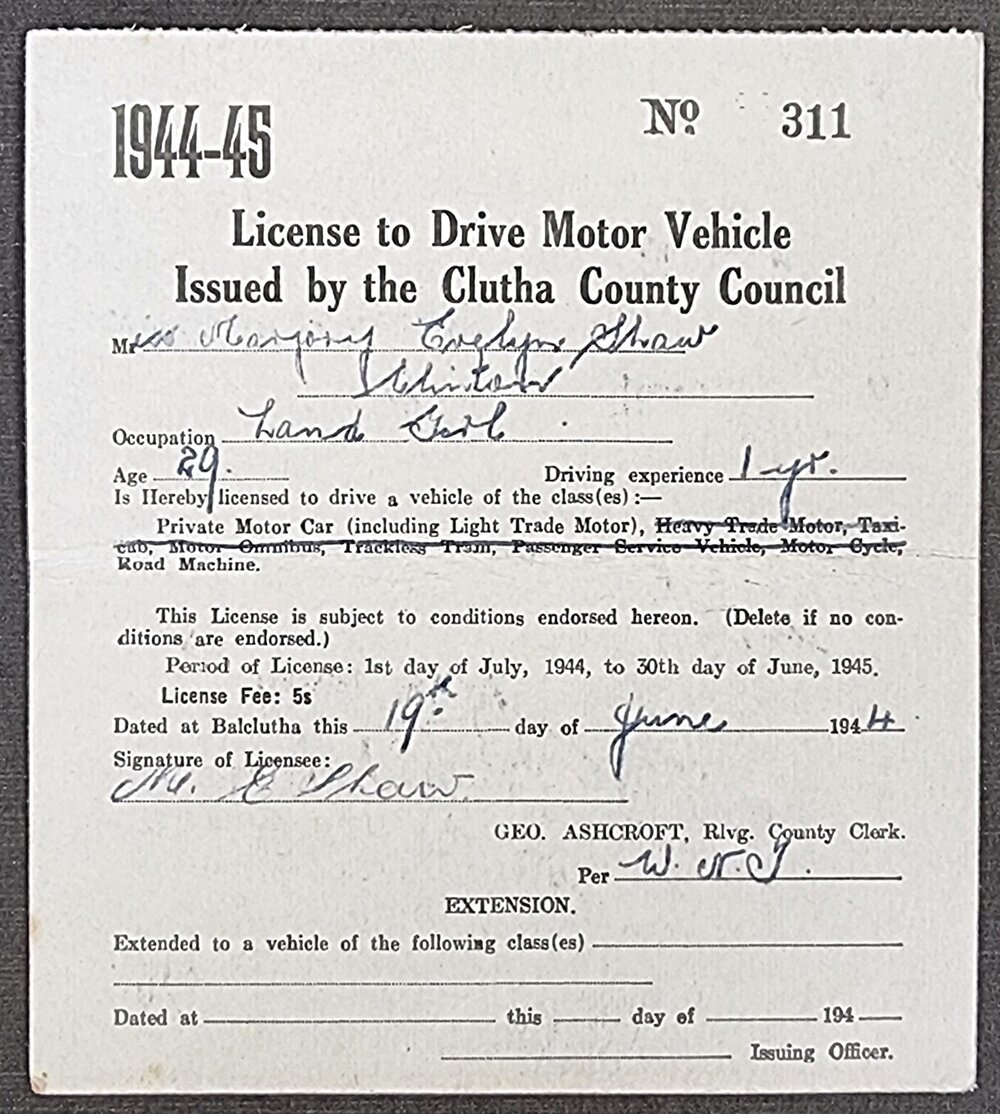 1944-45
Nº 311
License to Drive Motor Vehicle
Issued by the Clutha County Council
Miss Marjory Evelyn Shaw
Clinton
Occupation Land Girl
Age 29. Driving experience 1 yr.
Is Hereby licensed to drive a vehicle of the class(es) :—
Private Motor Car (including Light Trade Motor), Heavy Trade Motor, Taxi-
cab, Motor Omnibus, Trackless Tram, Passenger Service Vehicle, Motor Cycle,
Road Machine.
This License is subject to conditions endorsed hereon. (Delete if no con-
ditions are endorsed.)
Period of License: 1st day of July, 1944, to 30th day of June, 1945.
License Fee: 5s
Dated at Balclutha this 19th day of June 1944
Signature of Licensee:
M. E Shaw
GEO. ASHCROFT, Rlvg. County Clerk.
Per W. N.
EXTENSION.
Extended to a vehicle of the following class(es)
Dated at this day of 194
Issuing Officer.